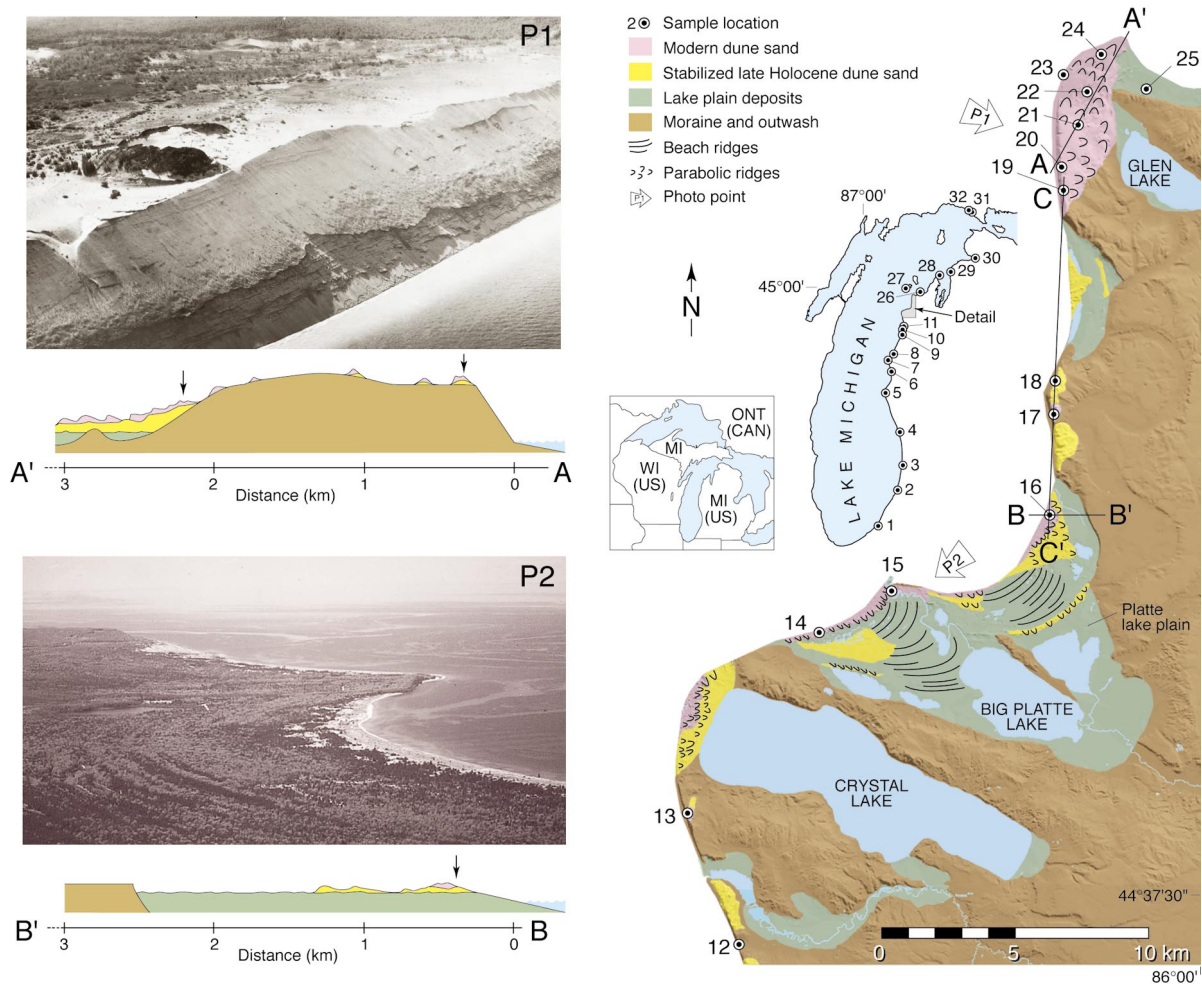 P1
A'
A
3
2
1
0
Distance (km)
P2
B'
B
3
2
1
0
Distance (km)
2 Sample location
Modern dune sand
Stabilized late Holocene dune sand
Lake plain deposits
Moraine and outwash
Beach ridges
Parabolic ridges
P1 Photo point
N
87°00'
45°00'
LAKE MICHIGAN
32
31
30
29
28
27
26
Detail
11
10
9
8
7
6
5
4
3
2
1
ONT
(CAN)
MI
WI
(US)
MI
(US)
A'
24
25
23
22
P1
21
20
A
19
C
GLEN
LAKE
18
17
16
B
B'
C'
P2
15
14
Platte
lake plain
BIG PLATTE
LAKE
CRYSTAL
LAKE
13
12
44°37'30"
0
5
10 km
86°00'